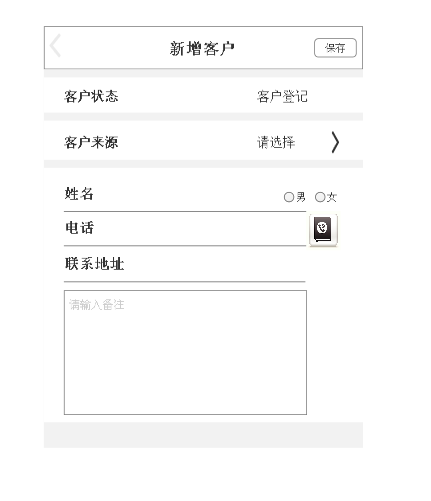 新增客户 保存
客户状态 客户登记
客户来源 请选择
姓名 男 女
电话
联系地址
请输入备注